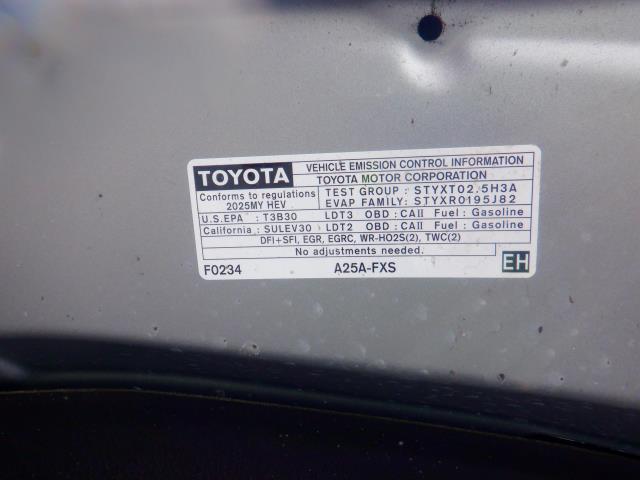 TOYOTA
VEHICLE EMISSION CONTROL INFORMATION
TOYOTA MOTOR CORPORATION
Conforms to regulations
2025MY HEV
TEST GROUP : STYXT02.5H3A
EVAP FAMILY: STYXR0195J82
U.S.EPA : T3B30 LDT3 OBD : CAII Fuel : Gasoline
California : SULEV30 LDT2 OBD : CAII Fuel : Gasoline
DFI+SFI, EGR, EGRC, WR-HO2S(2), TWC(2)
No adjustments needed.
F0234 A25A-FXS EH